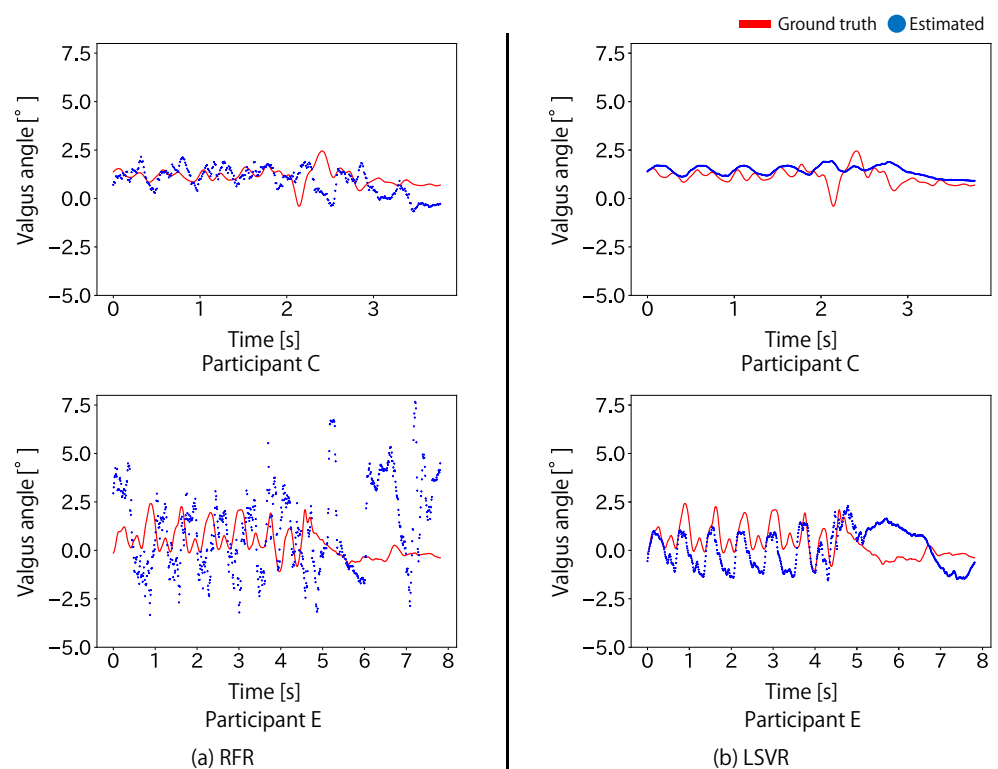 Ground truth
Estimated
Valgus angle[°]
7.5
5.0
2.5
0.0
−2.5
−5.0
0 1 2 3
Time [s]
Participant C
Valgus angle[°]
7.5
5.0
2.5
0.0
−2.5
−5.0
0 1 2 3
Time [s]
Participant C
Valgus angle[°]
7.5
5.0
2.5
0.0
−2.5
−5.0
0 1 2 3 4 5 6 7 8
Time [s]
Participant E
(a) RFR
Valgus angle[°]
7.5
5.0
2.5
0.0
−2.5
−5.0
0 1 2 3 4 5 6 7 8
Time [s]
Participant E
(b) LSVR